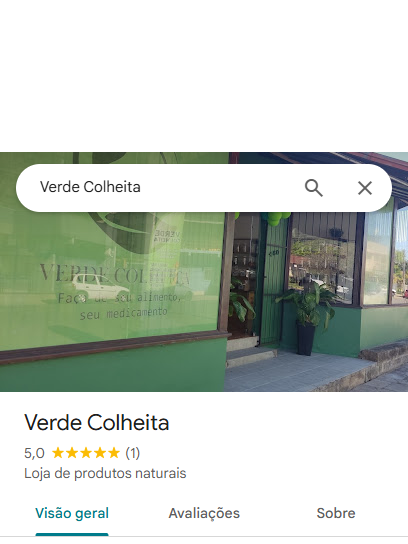 Verde Colheita
VERDE COLHEITA
Faça de seu alimento,
seu medicamento
Verde Colheita
5,0 (1)
Loja de produtos naturais
Visão geral Avaliações Sobre